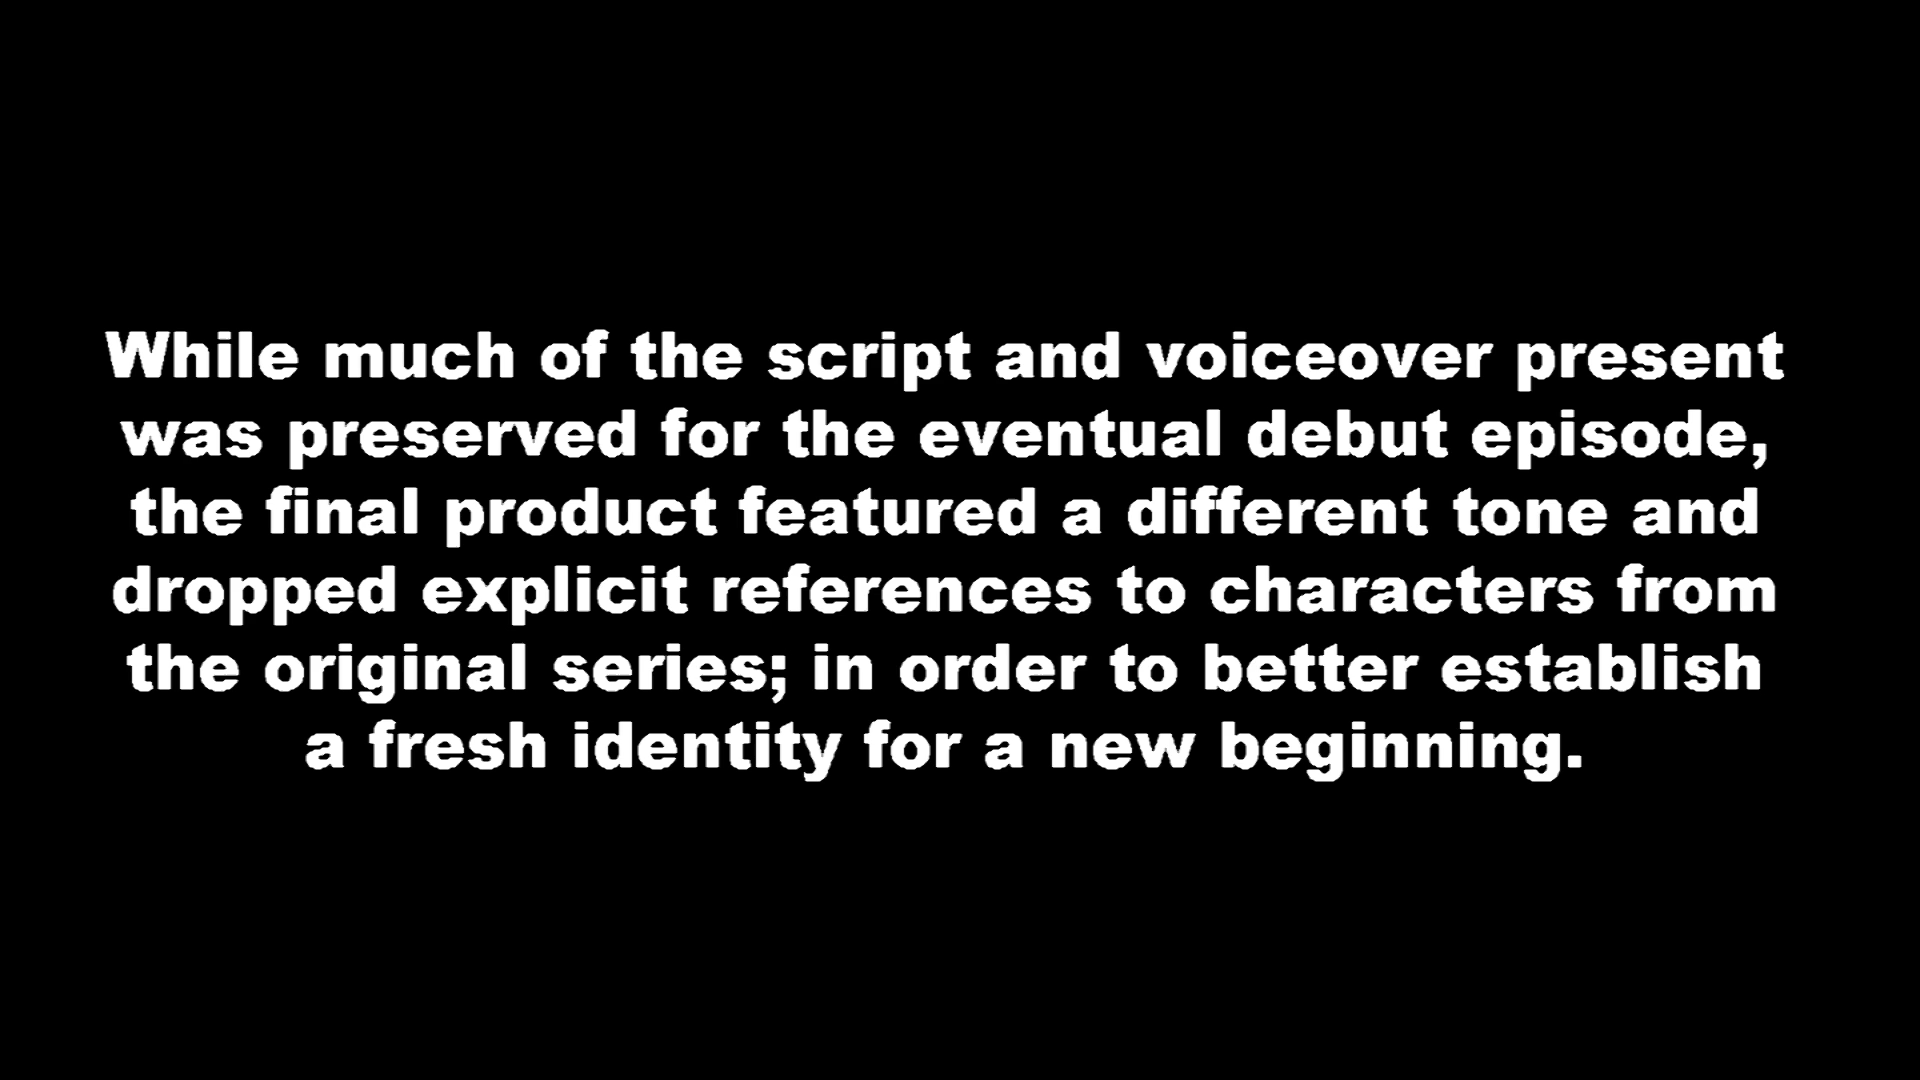 While much of the script and voiceover present
was preserved for the eventual debut episode,
the final product featured a different tone and
dropped explicit references to characters from
the original series; in order to better establish
a fresh identity for a new beginning.